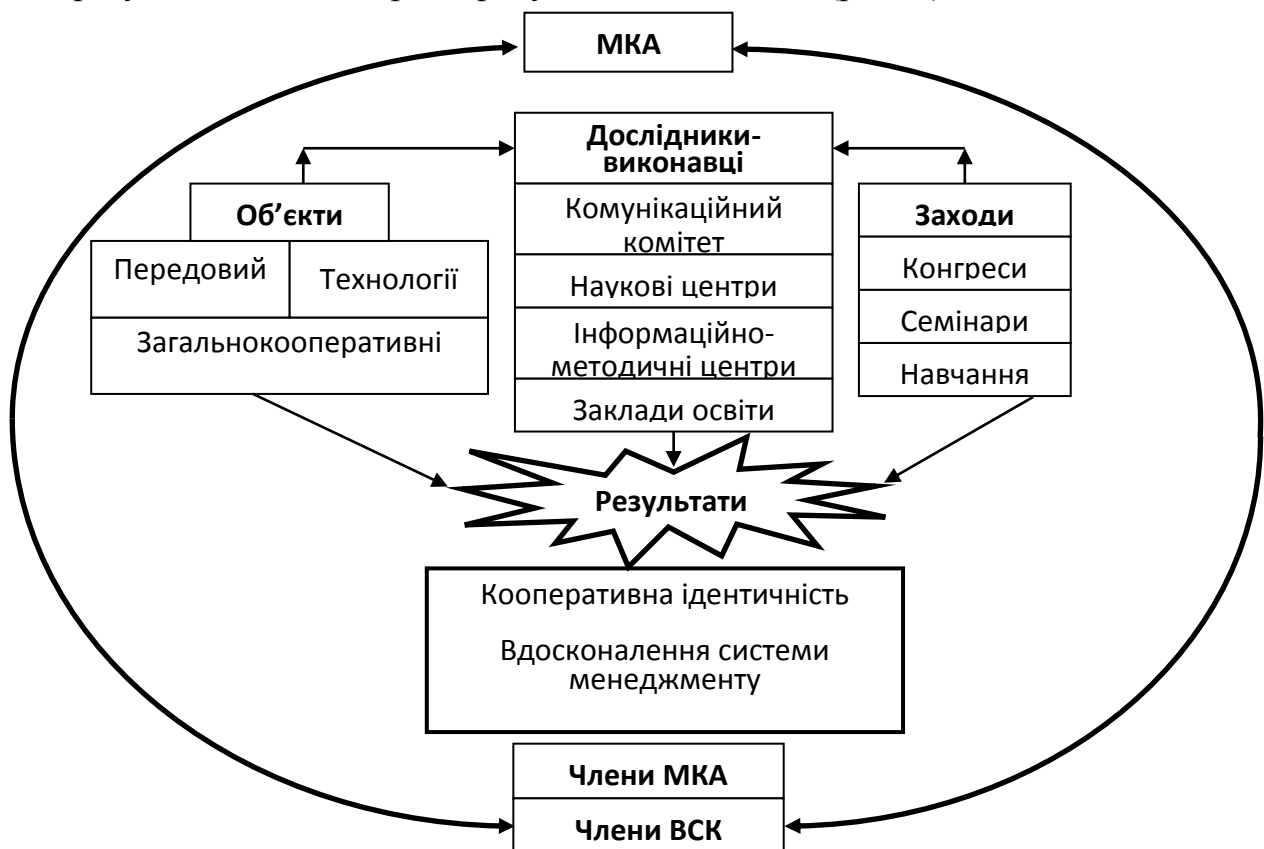 МКА
Дослідники-
виконавці
Комунікаційний
комітет
Наукові центри
Інформаційно-
методичні центри
Заклади освіти
Об’єкти
Передовий
Технології
Загальнокооперативні
Заходи
Конгреси
Семінари
Навчання
Результати
Кооперативна ідентичність
Вдосконалення системи
менеджменту
Члени МКА
Члени ВСК